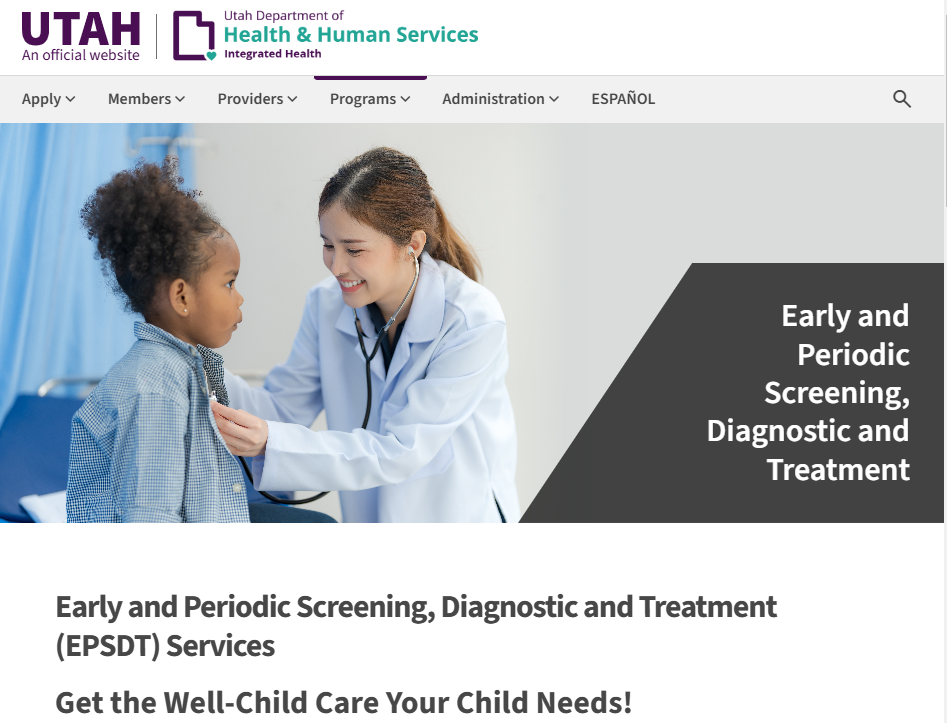 UTAH
An official website
Utah Department of
Health & Human Services
Integrated Health
Apply
Members
Providers
Programs
Administration
ESPAÑOL
Early and
Periodic
Screening,
Diagnostic and
Treatment
Early and Periodic Screening, Diagnostic and Treatment
(EPSDT) Services
Get the Well-Child Care Your Child Needs!